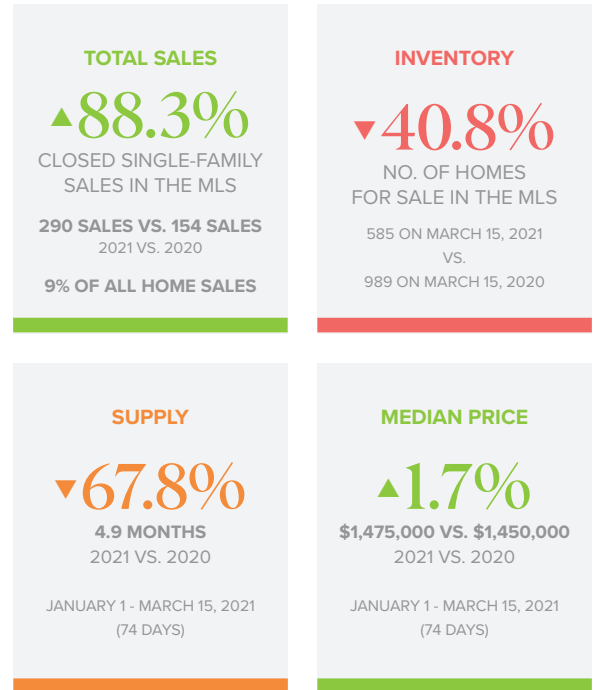 TOTAL SALES
▲88.3%
CLOSED SINGLE-FAMILY
SALES IN THE MLS
290 SALES VS. 154 SALES
2021 VS. 2020
9% OF ALL HOME SALES
INVENTORY
▼40.8%
NO. OF HOMES
FOR SALE IN THE MLS
585 ON MARCH 15, 2021
VS.
989 ON MARCH 15, 2020
SUPPLY
▼67.8%
4.9 MONTHS
2021 VS. 2020
JANUARY 1 - MARCH 15, 2021
(74 DAYS)
MEDIAN PRICE
▲1.7%
$1,475,000 VS. $1,450,000
2021 VS. 2020
JANUARY 1 - MARCH 15, 2021
(74 DAYS)